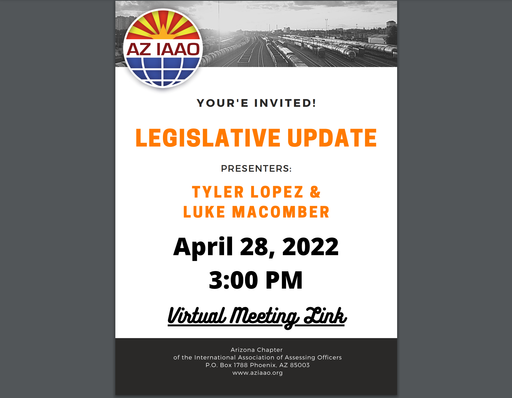 AZ IAAO
YOUR'E INVITED!
LEGISLATIVE UPDATE
PRESENTERS:
TYLER LOPEZ &
LUKE MACOMBER
April 28, 2022
3:00 PM
Virtual Meeting Link
Arizona Chapter
of the International Association of Assessing Officers
P.O. Box 1788 Phoenix, AZ 85003
www.aziaao.org